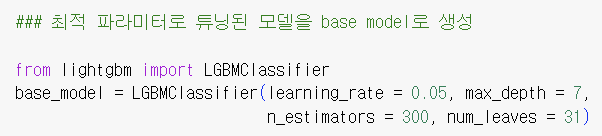 ### 최적 파라미터로 튜닝된 모델을 base model로 생성
from lightgbm import LGBMClassifier
base_model = LGBMClassifier(learning_rate = 0.05, max_depth = 7,
n_estimators = 300, num_leaves = 31)